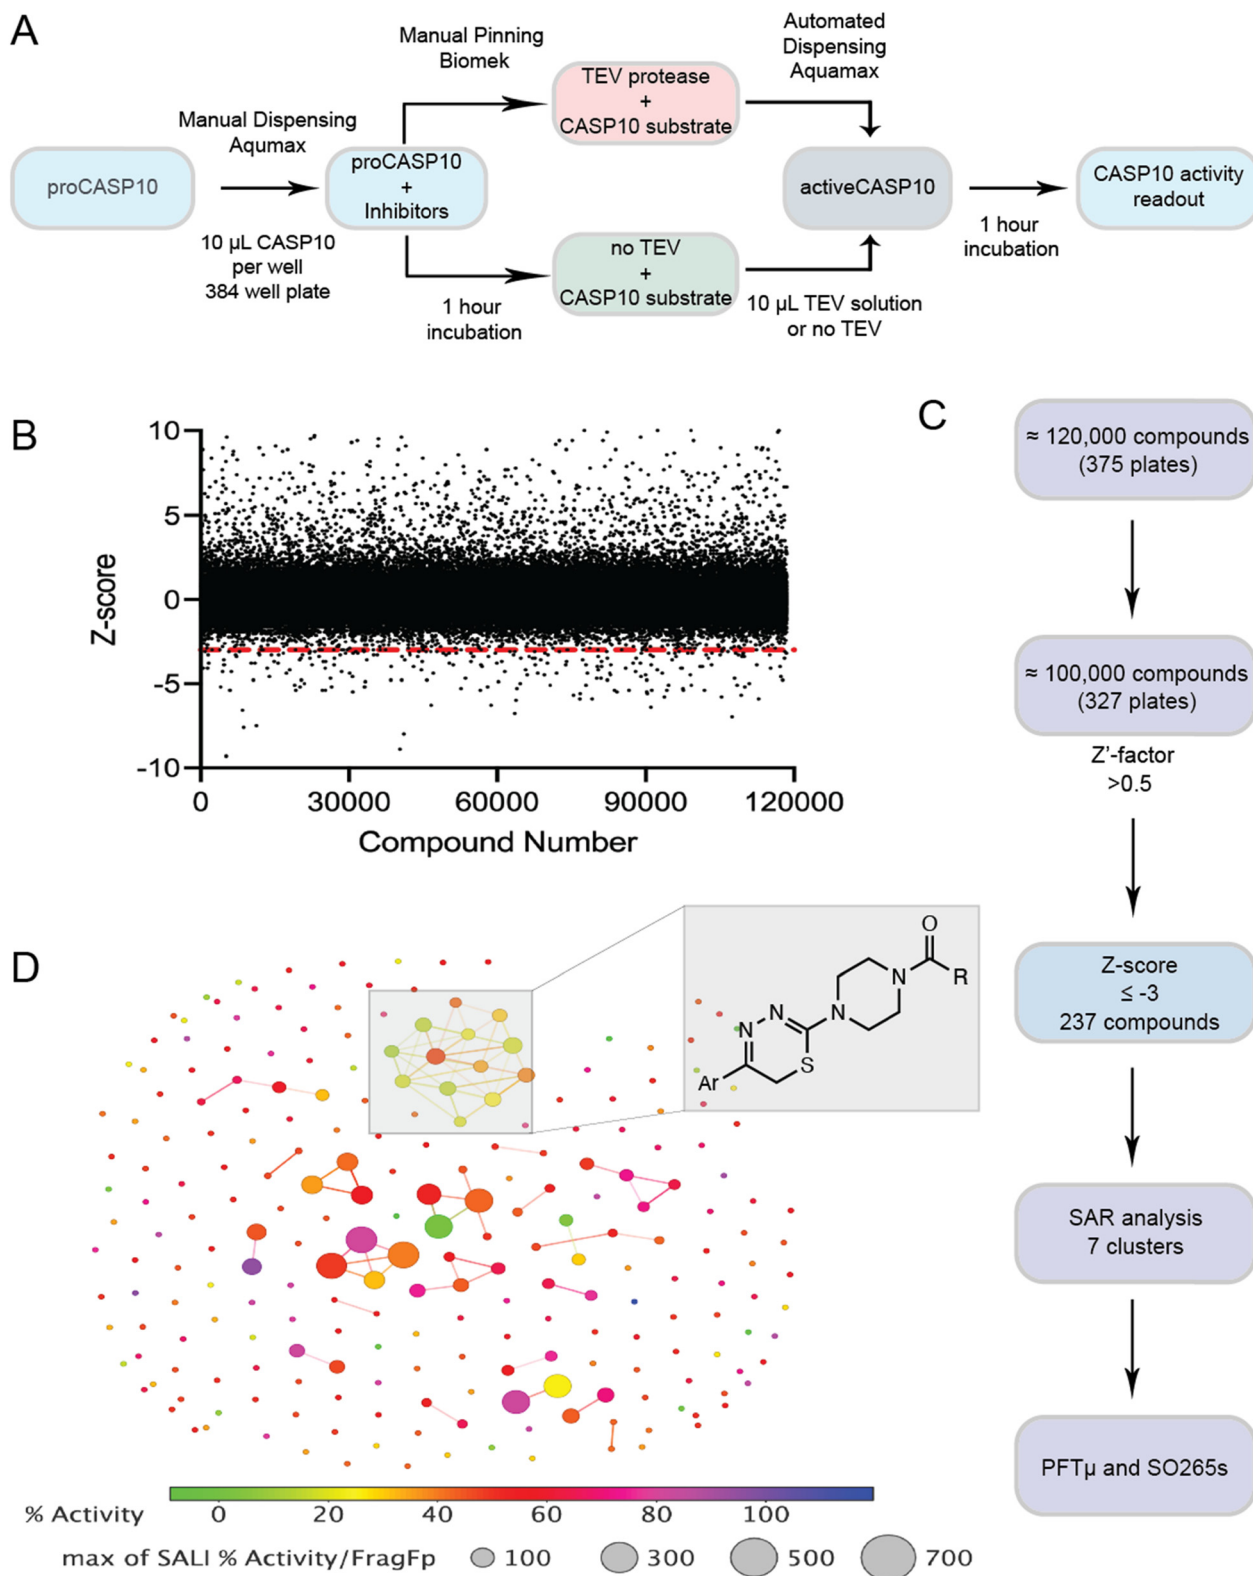 A
proCASP10
Manual Dispensing
Aqumax
10 µL CASP10
per well
384 well plate
proCASP10
+
Inhibitors
Manual Pinning
Biomek
1 hour
incubation
TEV protease
+
CASP10 substrate
no TEV
+
CASP10 substrate
Automated
Dispensing
Aquamax
10 µL TEV solution
or no TEV
activeCASP10
1 hour
incubation
CASP10 activity
readout
B
Z-score
10
5
0
-5
-10
0
30000
60000
90000
120000
Compound Number
C
≈ 120,000 compounds
(375 plates)
≈ 100,000 compounds
(327 plates)
Z'-factor
>0.5
Z-score
≤ -3
237 compounds
SAR analysis
7 clusters
PFTµ and SO265s
D
O
N
R
N
N
N
S
Ar
% Activity
0
20
40
60
80
100
max of SALI % Activity/FragFp
100
300
500
700